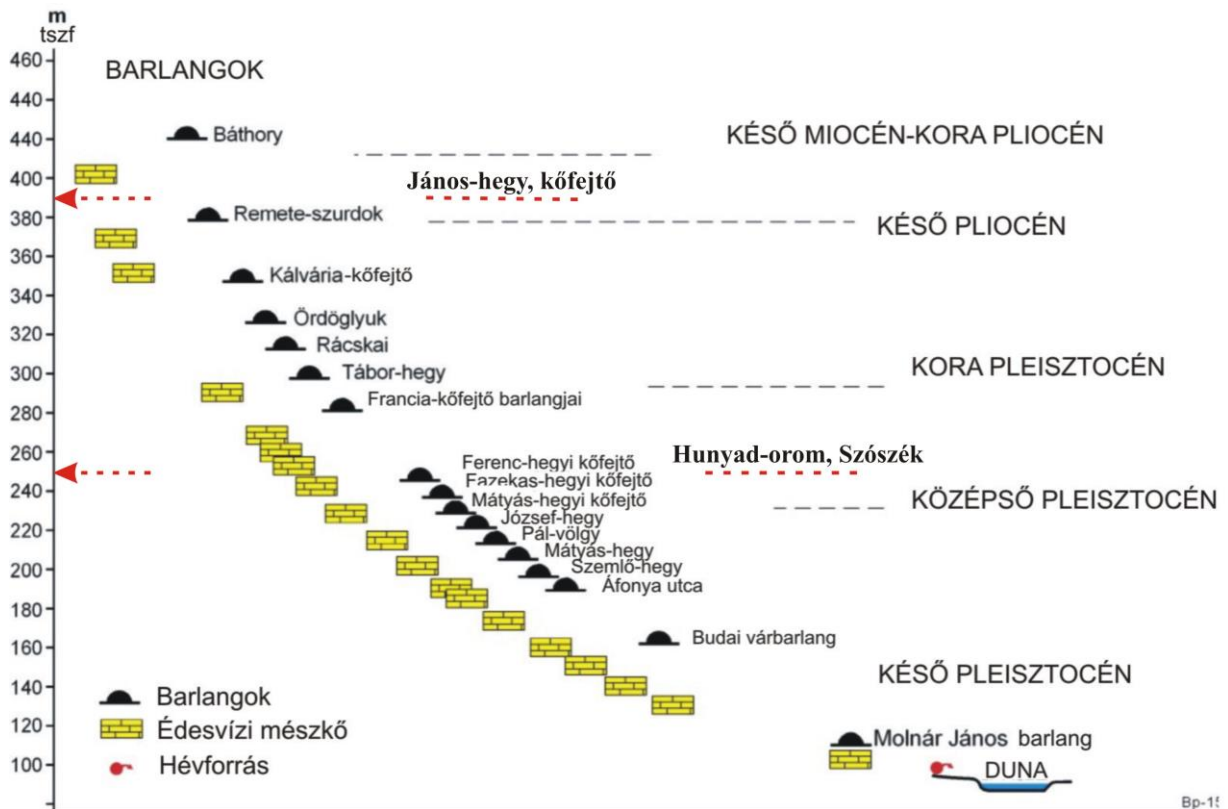 m
tszf
460
BARLANGOK
440
Báthory
KÉSŐ MIOCÉN-KORA PLIOCÉN
420
400
János-hegy, kőfejtő
380
Remete-szurdok
KÉSŐ PLIOCÉN
360
Kálvária-kőfejtő
340
Ördöglyuk
320
Rácskai
KORA PLEISZTOCÉN
300
Tábor-hegy
Francia-kőfejtő barlangjai
280
260
Hunyad-orom, Szószék
Ferenc-hegyi kőfejtő
Fazekas-hegyi kőfejtő
240
Mátyás-hegyi kőfejtő
KÖZÉPSŐ PLEISZTOCÉN
József-hegy
220
Pál-völgy
Mátyás-hegy
200
Szemlő-hegy
Áfonya utca
180
160
Budai várbarlang
KÉSŐ PLEISZTOCÉN
140
Barlangok
120
Édesvízi mészkő
Molnár János barlang
100
Hévforrás
DUNA